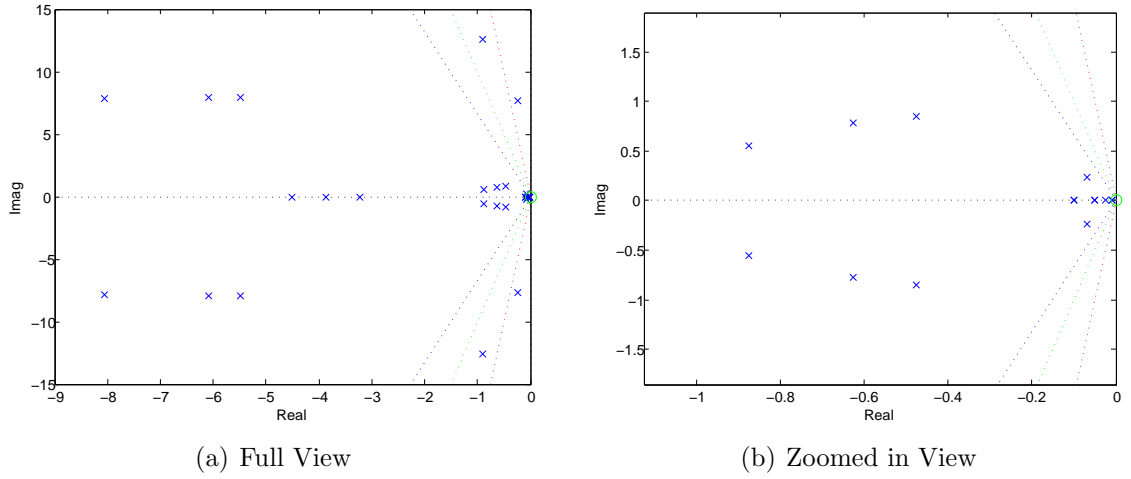 15
10
5
0
−5
−10
−15
Imag
−9 −8 −7 −6 −5 −4 −3 −2 −1 0
Real
(a) Full View
1.5
1
0.5
0
−0.5
−1
−1.5
Imag
−1 −0.8 −0.6 −0.4 −0.2 0
Real
(b) Zoomed in View